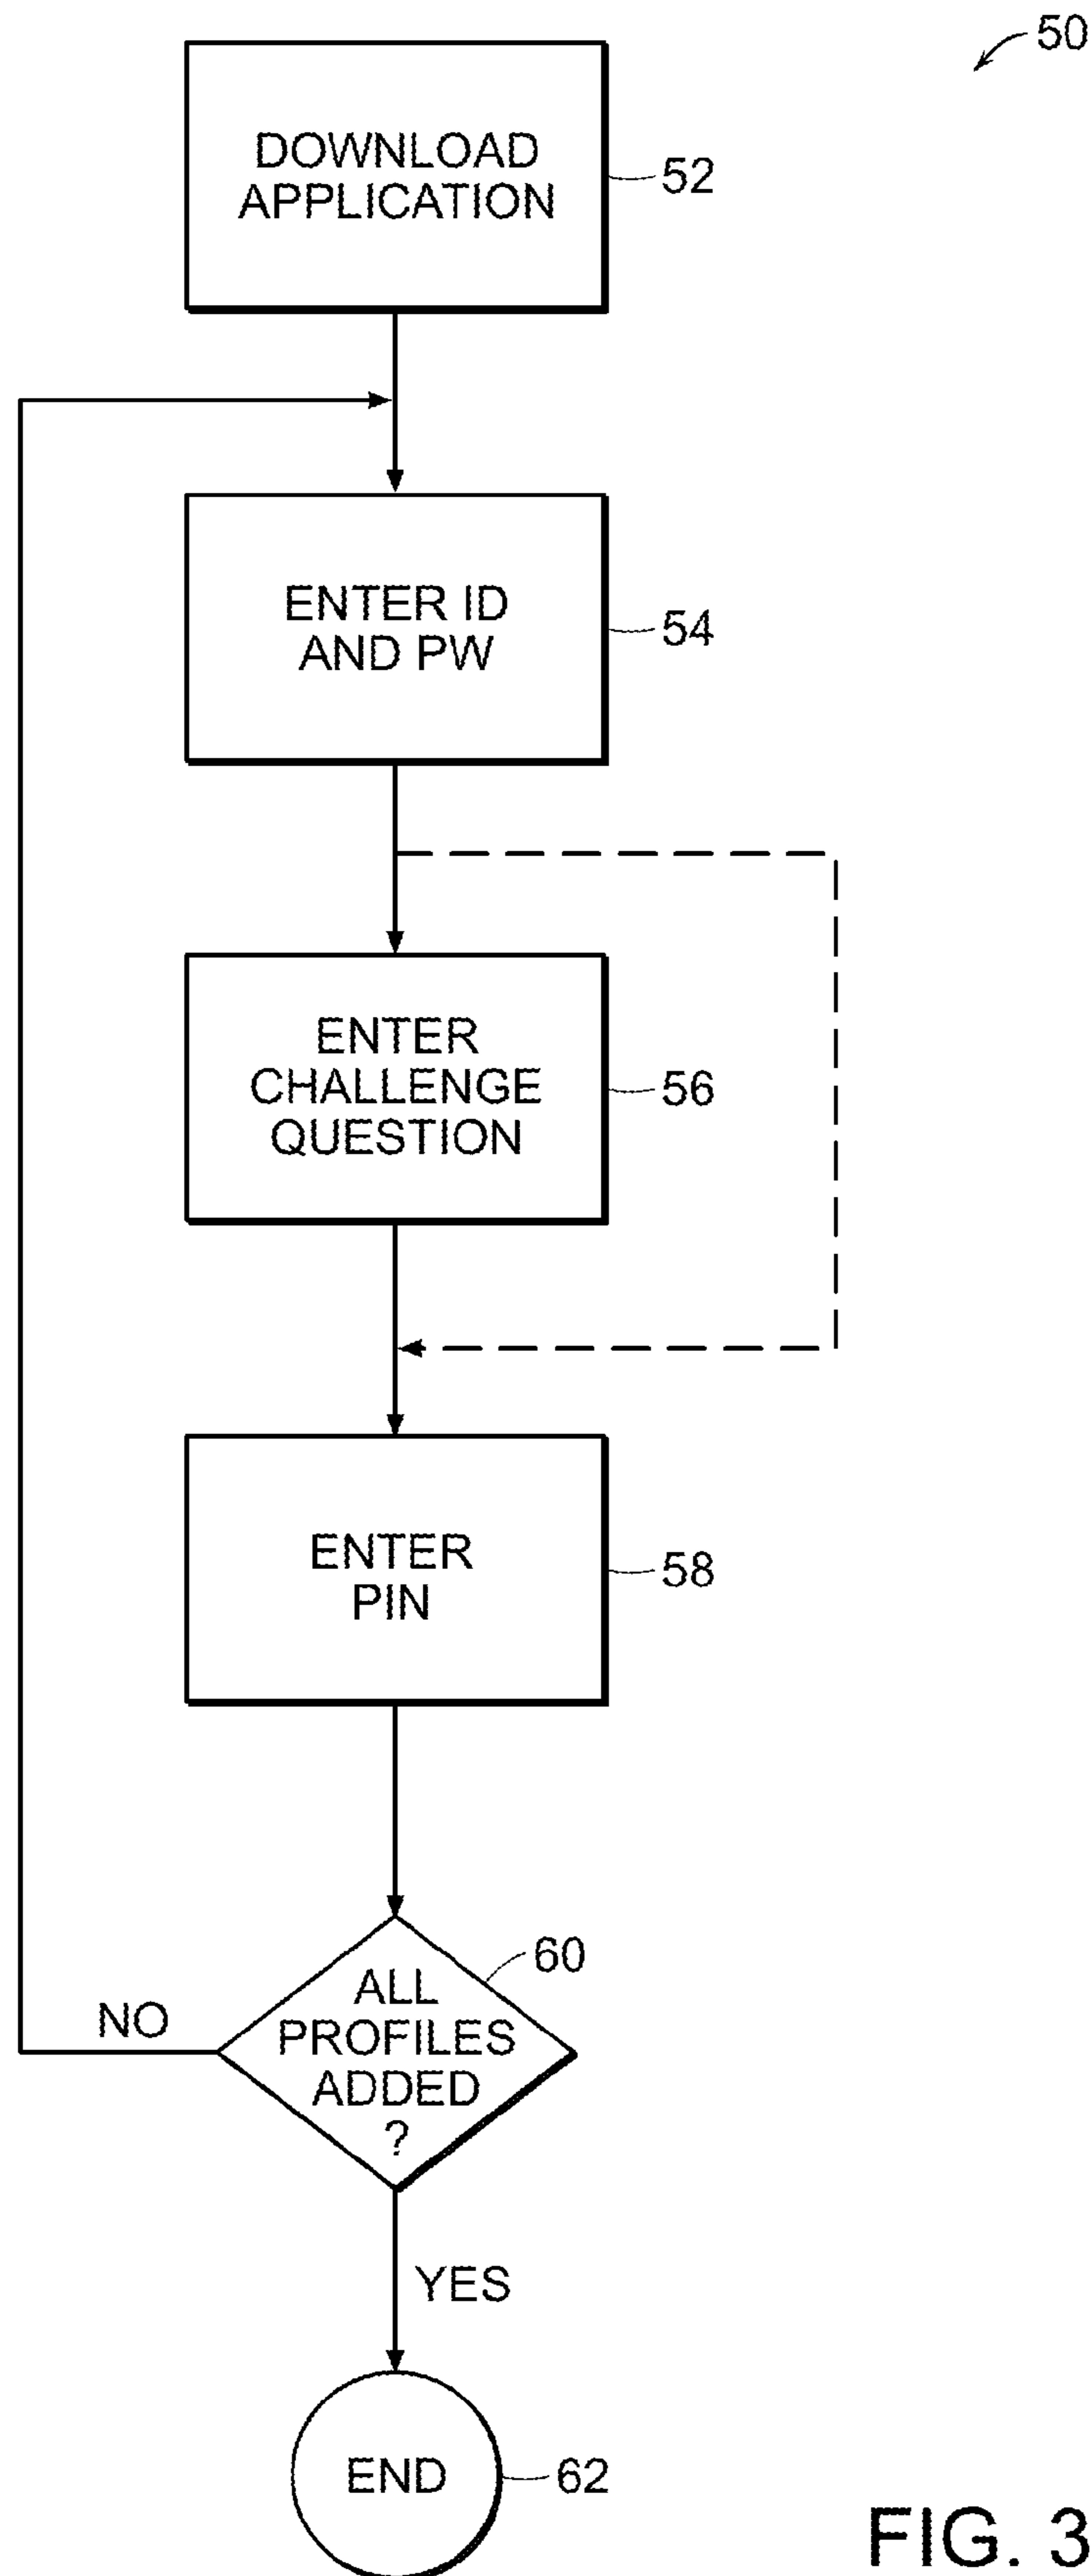 50
DOWNLOAD
APPLICATION
52
ENTER ID
AND PW
54
ENTER
CHALLENGE
QUESTION
56
ENTER
PIN
58
60
ALL
PROFILES
ADDED
?
NO
YES
END
62
FIG. 3